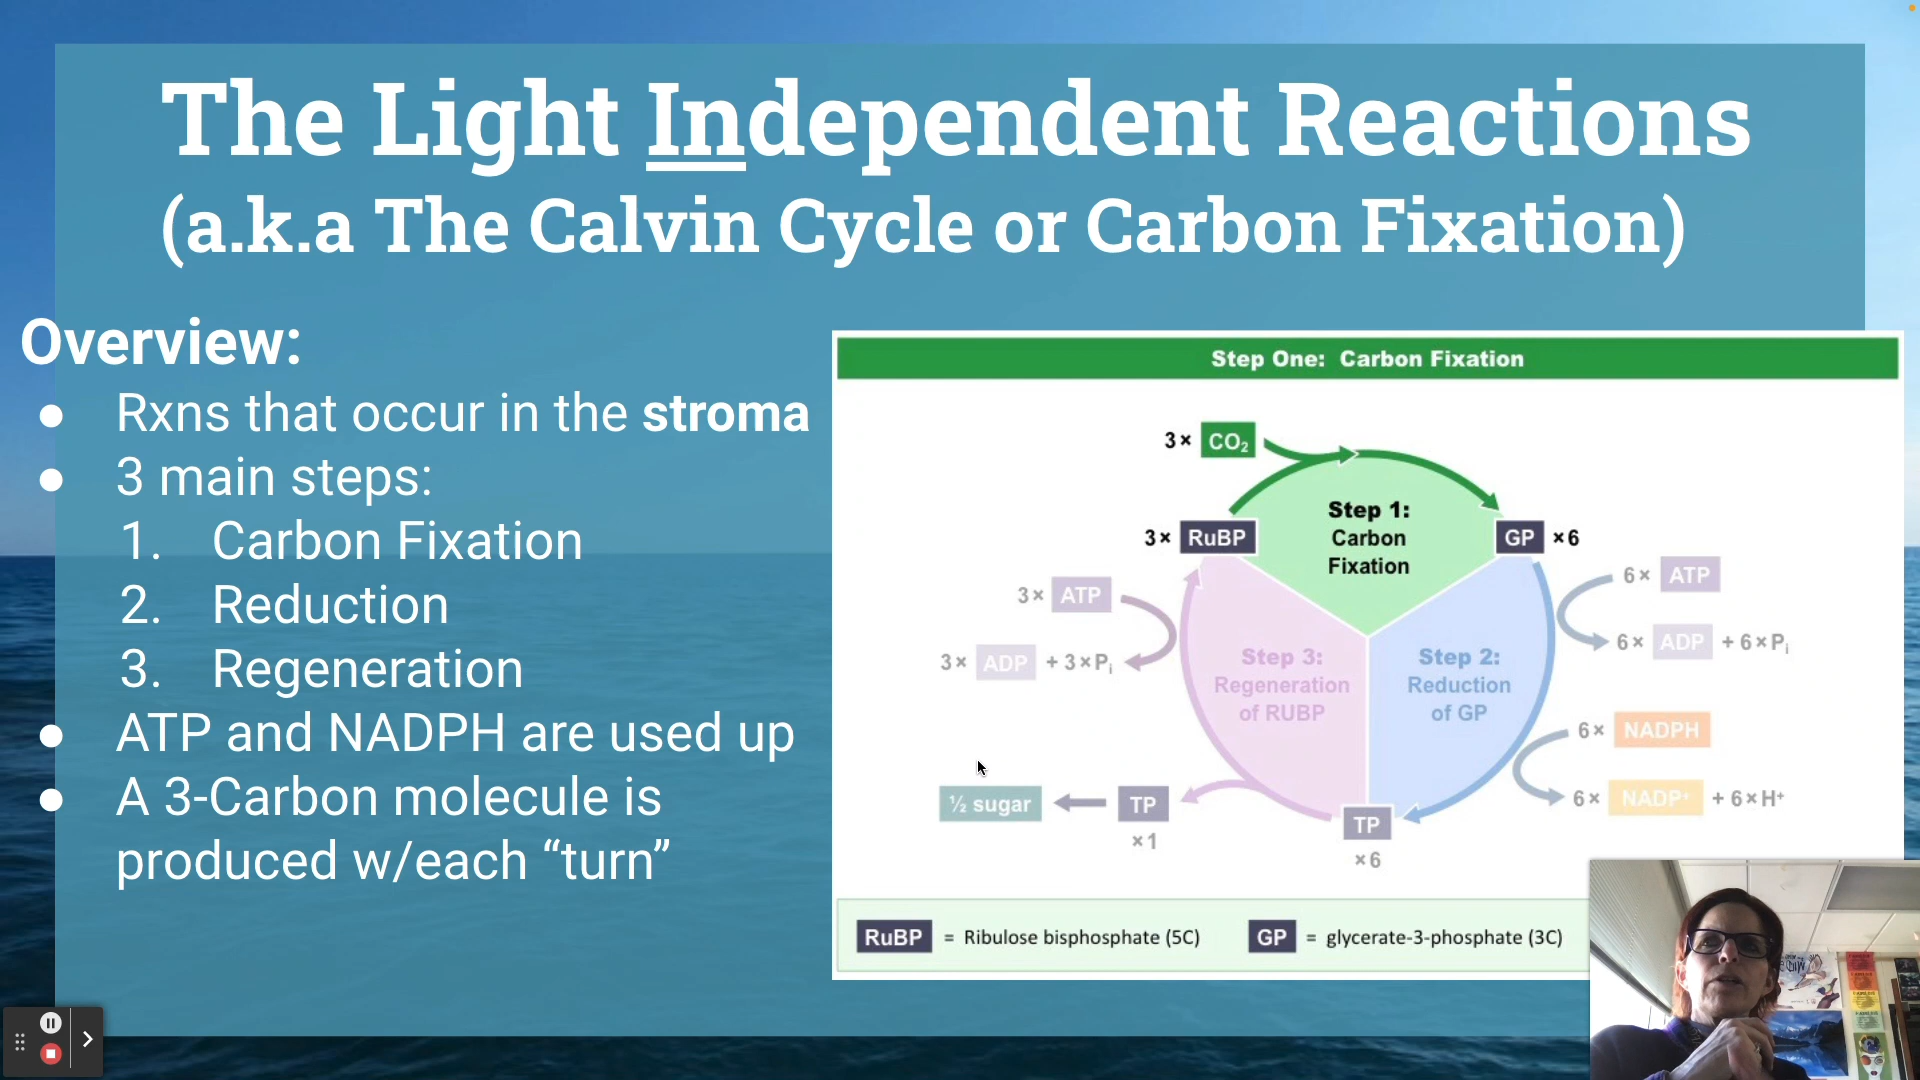 The Light Independent Reactions
(a.k.a The Calvin Cycle or Carbon Fixation)
Overview:
● Rxns that occur in the stroma
● 3 main steps:
1. Carbon Fixation
2. Reduction
3. Regeneration
● ATP and NADPH are used up
● A 3-Carbon molecule is
produced w/each “turn”
Step One: Carbon Fixation
3× CO₂
Step 1:
Carbon
Fixation
3× RuBP
GP ×6
3× ATP
6× ATP
3× ADP + 3×Pᵢ
6× ADP + 6×Pᵢ
Step 3:
Regeneration
of RUBP
Step 2:
Reduction
of GP
6× NADPH
6× NADP⁺ + 6×H⁺
½ sugar
TP
×1
TP
×6
RuBP = Ribulose bisphosphate (5C)
GP = glycerate-3-phosphate (3C)